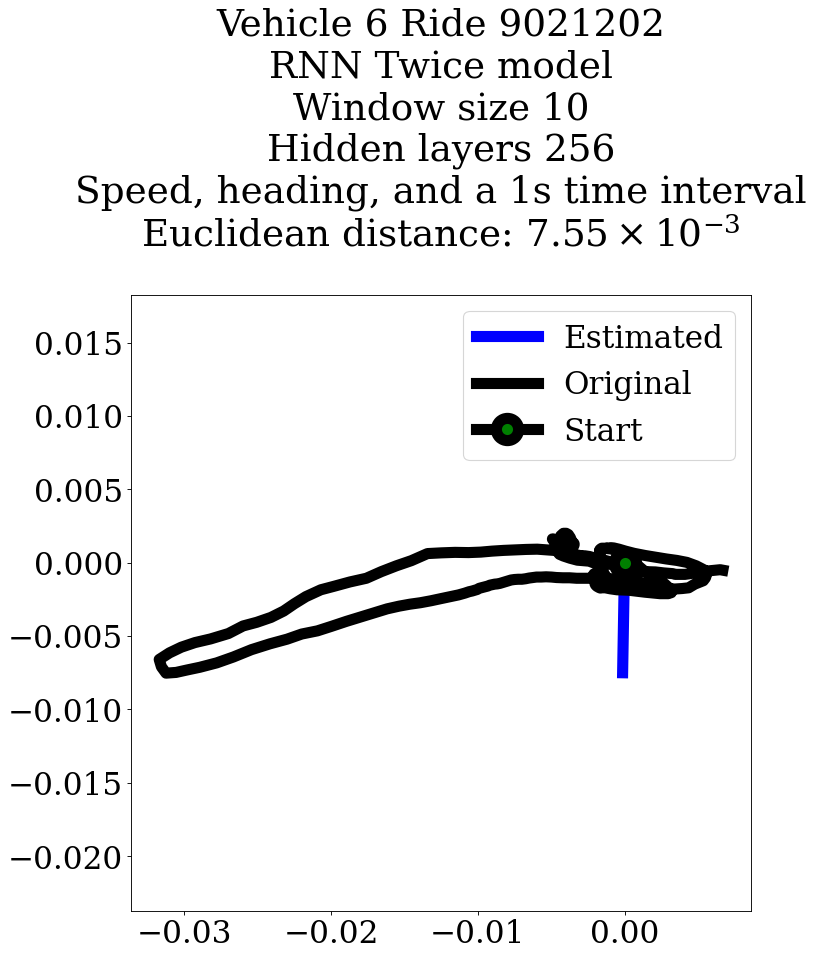 Vehicle 6 Ride 9021202
RNN Twice model
Window size 10
Hidden layers 256
Speed, heading, and a 1s time interval
Euclidean distance: 7.55 × 10⁻³
Estimated
Original
Start
0.015
0.010
0.005
0.000
−0.005
−0.010
−0.015
−0.020
−0.03 −0.02 −0.01 0.00